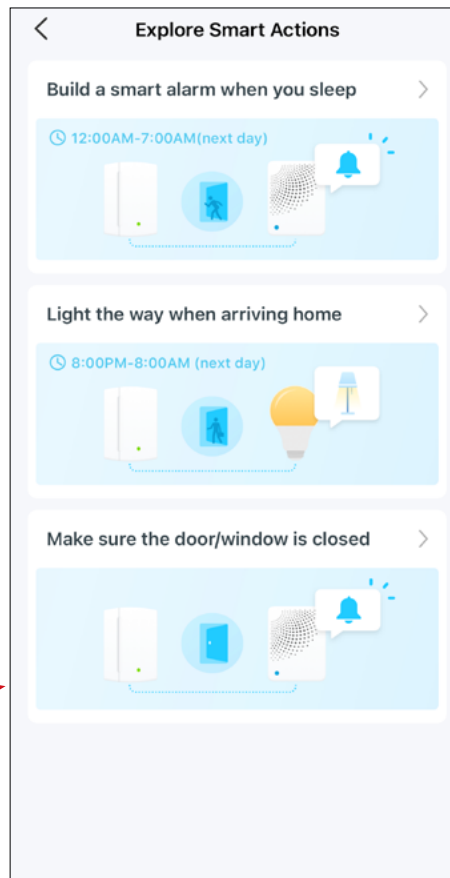 Explore Smart Actions
Build a smart alarm when you sleep
12:00AM-7:00AM(next day)
Light the way when arriving home
8:00PM-8:00AM (next day)
Make sure the door/window is closed